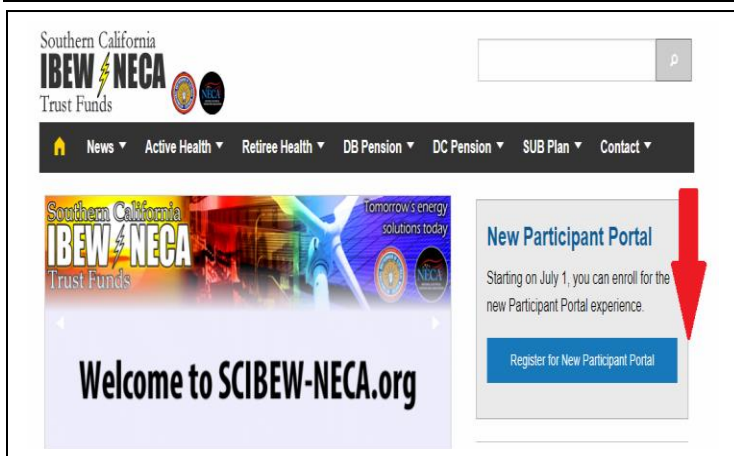 Southern California
IBEW NECA
Trust Funds
NECA
News Active Health Retiree Health DB Pension DC Pension SUB Plan Contact
Southern California
IBEW NECA
Trust Funds
Tomorrow's energy
solutions today
NECA
Welcome to SCIBEW-NECA.org
New Participant Portal
Starting on July 1, you can enroll for the
new Participant Portal experience.
Register for New Participant Portal